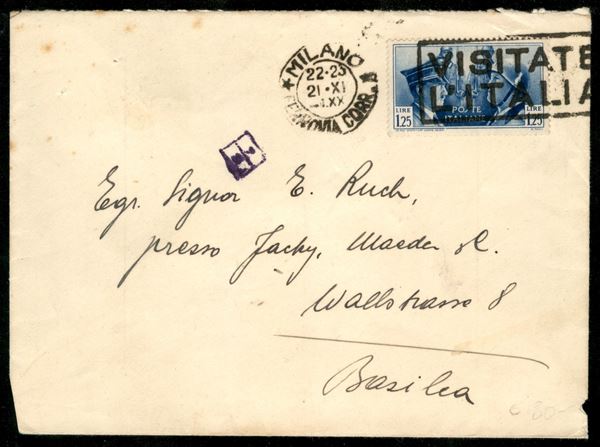 MILANO
22-23
21·XI
XX
FERROVIA CORR.
VISITATE
L'ITALIA
LIRE
1.25
POSTE
ITALIANE
LIRE
1.25
Egr. Signor E. Ruch,
presso Jacky, Maeder &C.
Wallstrasse 8
Basilea